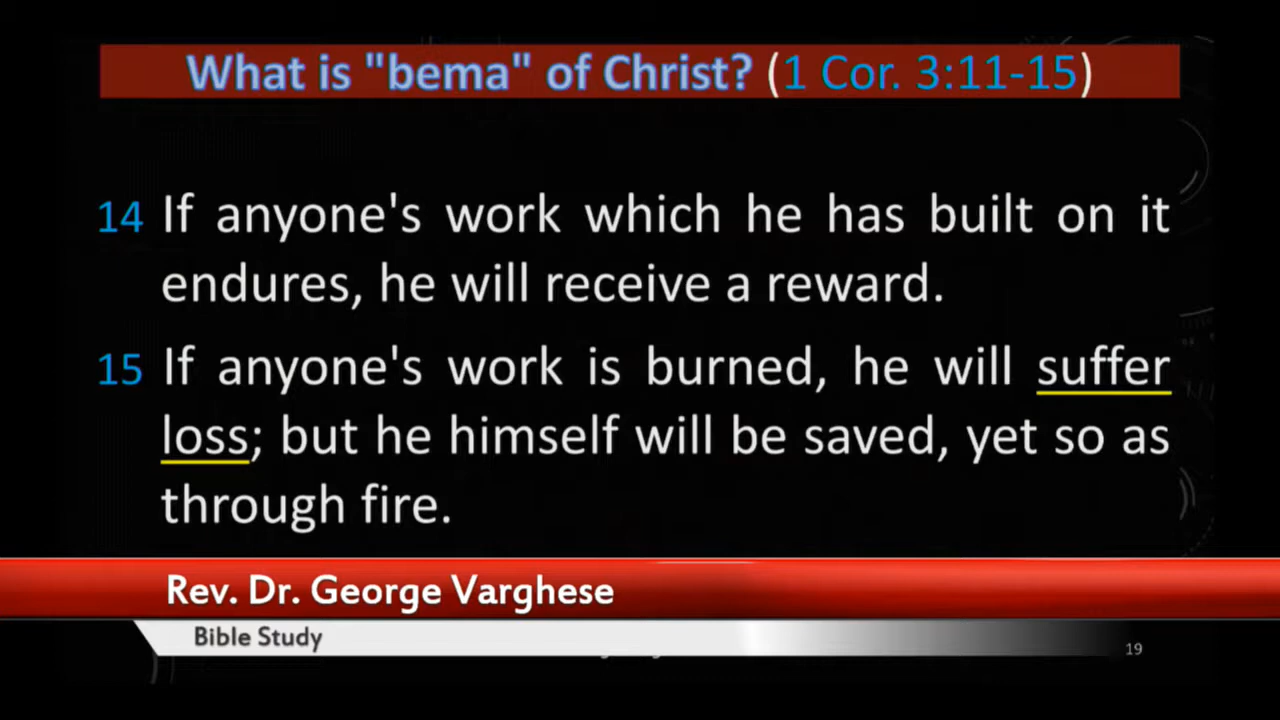 What is "bema" of Christ? (1 Cor. 3:11-15)
14 If anyone's work which he has built on it
endures, he will receive a reward.
15 If anyone's work is burned, he will suffer
loss; but he himself will be saved, yet so as
through fire.
Rev. Dr. George Varghese
Bible Study
19